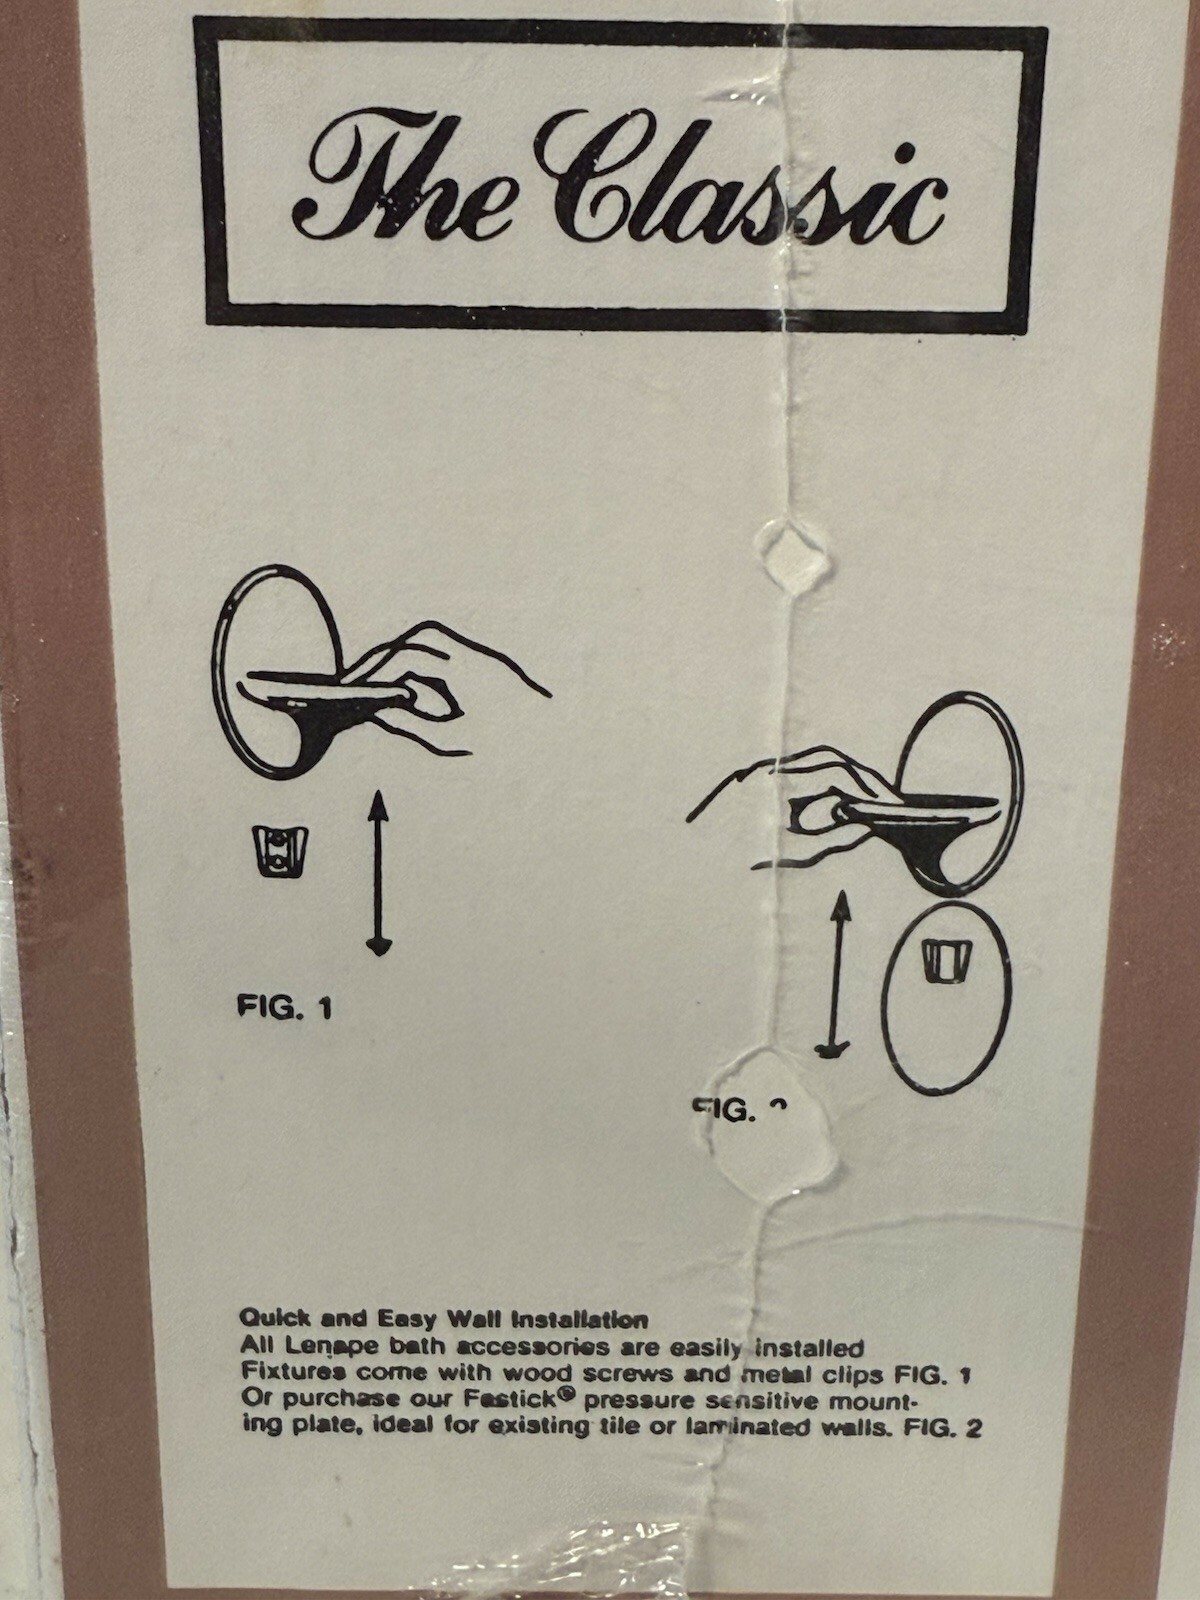 The Classic
FIG. 1
FIG.
Quick and Easy Wall Installation
All Lenape bath accessories are easily installed
Fixtures come with wood screws and metal clips FIG. 1
Or purchase our Fastick® pressure sensitive mount-
ing plate, ideal for existing tile or laminated walls. FIG. 2